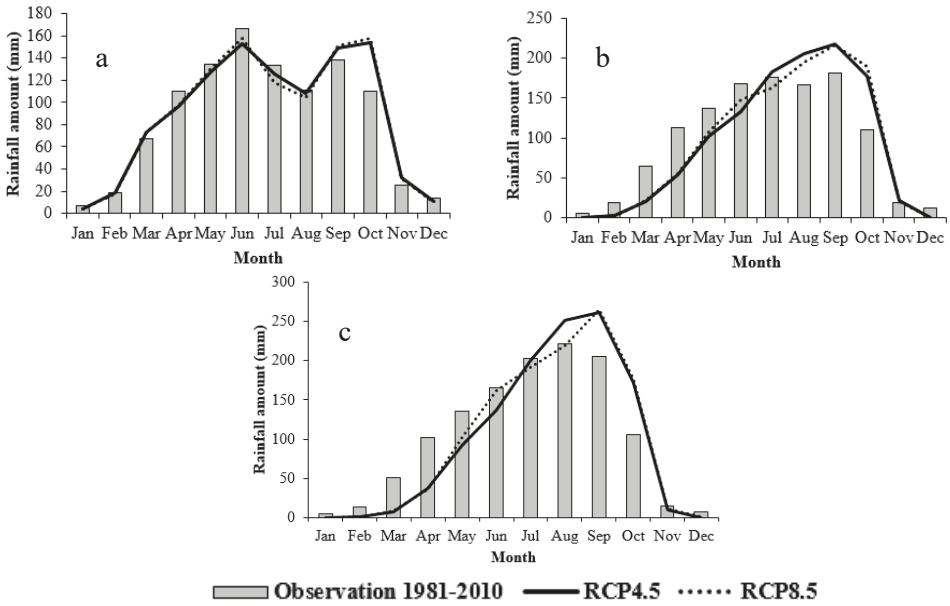 a
Rainfall amount (mm)
180
160
140
120
100
80
60
40
20
0
Jan Feb Mar Apr May Jun Jul Aug Sep Oct Nov Dec
Month
b
Rainfall amount (mm)
250
200
150
100
50
0
Jan Feb Mar Apr May Jun Jul Aug Sep Oct Nov Dec
Month
c
Rainfall amount (mm)
300
250
200
150
100
50
0
Jan Feb Mar Apr May Jun Jul Aug Sep Oct Nov Dec
Month
Observation 1981-2010 RCP4.5 RCP8.5